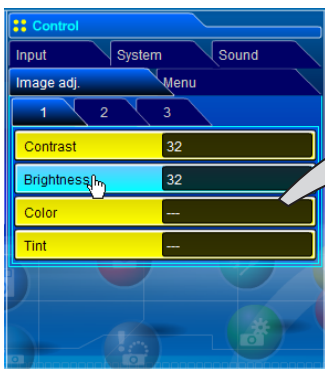 Control
Input System Sound
Image adj. Menu
1 2 3
Contrast 32
Brightness 32
Color ---
Tint ---